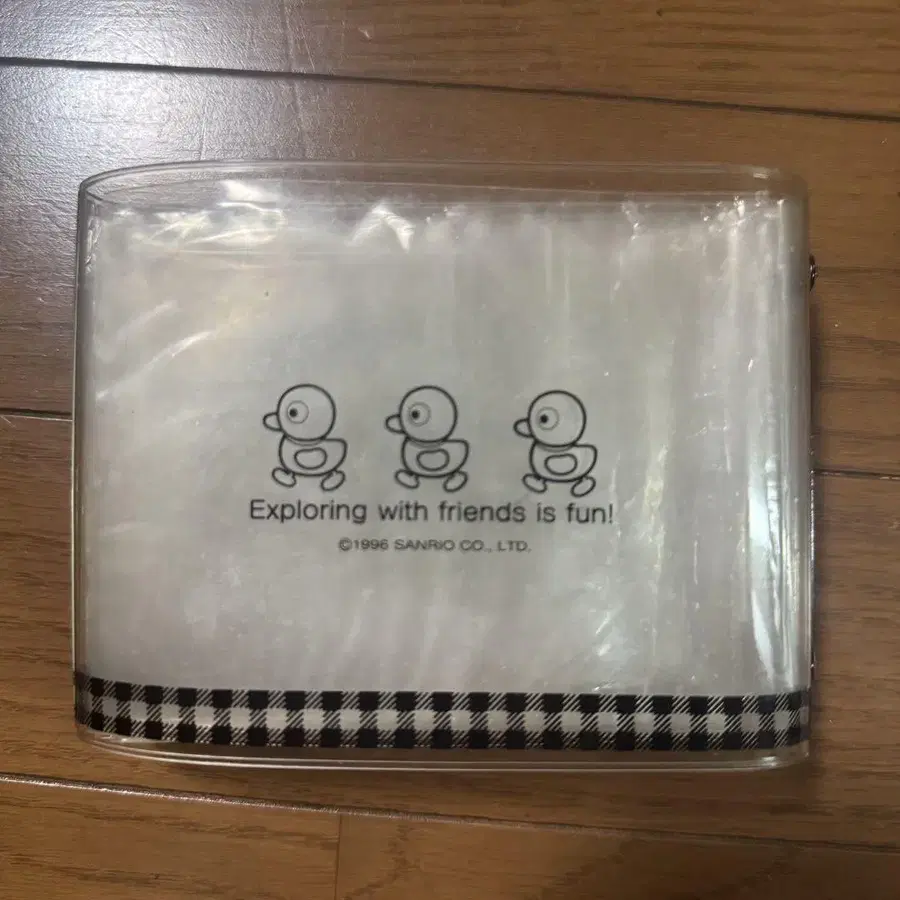 Exploring with friends is fun!
©1996 SANRIO CO., LTD.